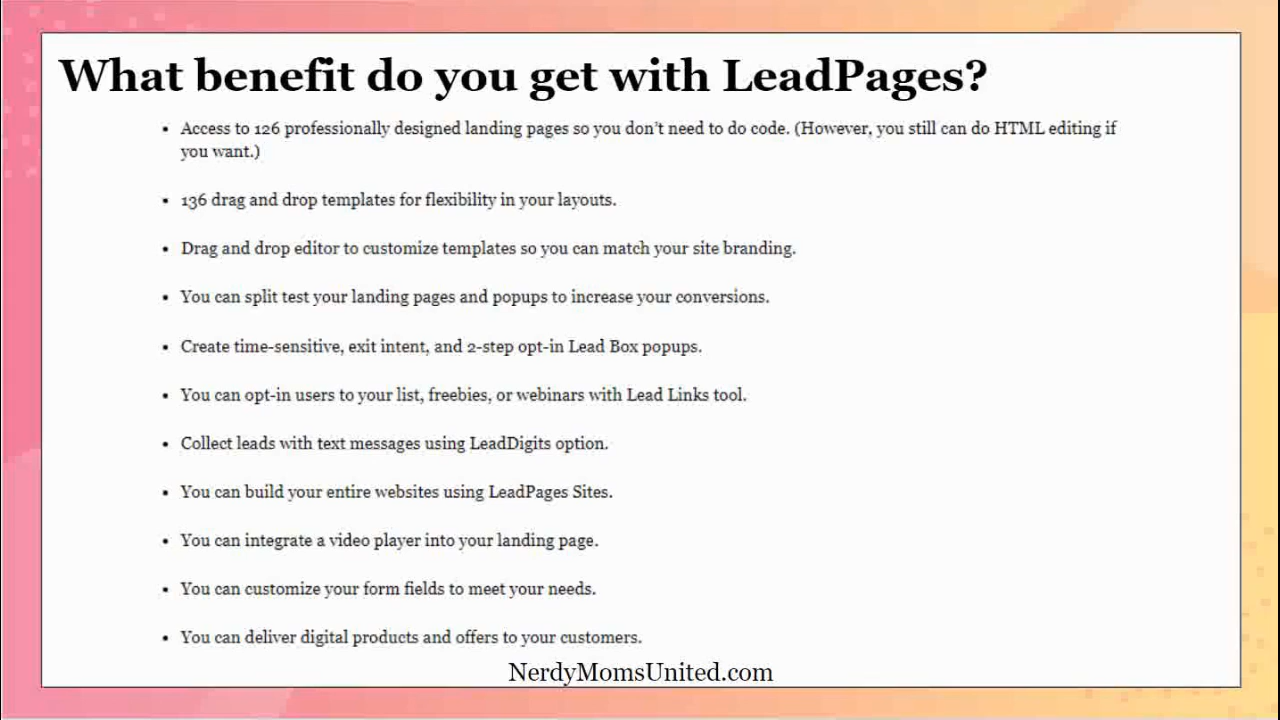 What benefit do you get with LeadPages?
• Access to 126 professionally designed landing pages so you don't need to do code. (However, you still can do HTML editing if
you want.)
• 136 drag and drop templates for flexibility in your layouts.
• Drag and drop editor to customize templates so you can match your site branding.
• You can split test your landing pages and popups to increase your conversions.
• Create time-sensitive, exit intent, and 2-step opt-in Lead Box popups.
• You can opt-in users to your list, freebies, or webinars with Lead Links tool.
• Collect leads with text messages using LeadDigits option.
• You can build your entire websites using LeadPages Sites.
• You can integrate a video player into your landing page.
• You can customize your form fields to meet your needs.
• You can deliver digital products and offers to your customers.
NerdyMomsUnited.com